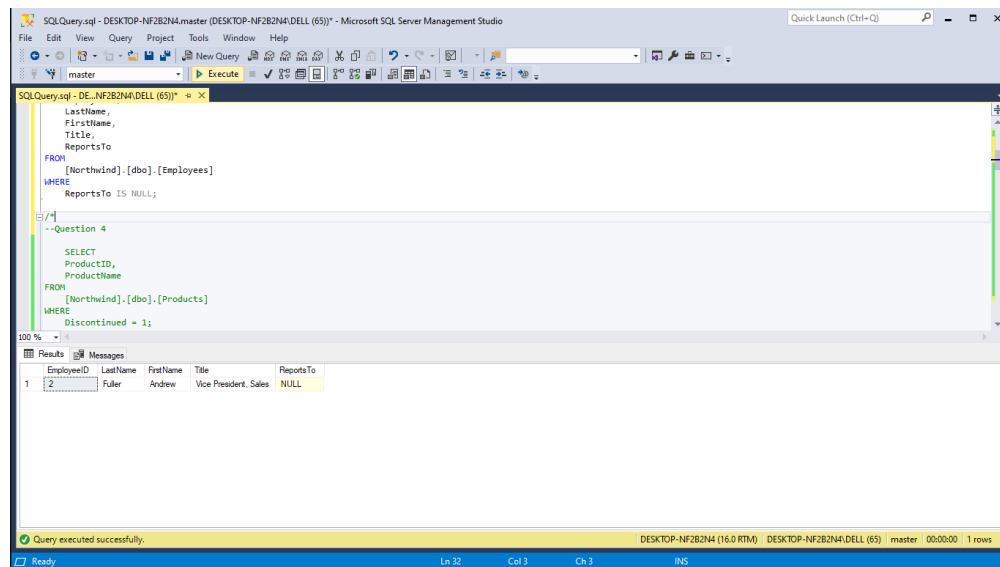 SQLQuery.sql - DESKTOP-NF2B2N4.master (DESKTOP-NF2B2N4\DELL (65))* - Microsoft SQL Server Management Studio
Quick Launch (Ctrl+Q)
File Edit View Query Project Tools Window Help
New Query
master
Execute
SQLQuery.sql - DE...NF2B2N4\DELL (65))*
LastName,
FirstName,
Title,
ReportsTo
FROM
[Northwind].[dbo].[Employees]
WHERE
ReportsTo IS NULL;
/*
--Question 4
SELECT
ProductID,
ProductName
FROM
[Northwind].[dbo].[Products]
WHERE
Discontinued = 1;
100 %
Results Messages
EmployeeID LastName FirstName Title ReportsTo
1 2 Fuller Andrew Vice President, Sales NULL
Query executed successfully. DESKTOP-NF2B2N4 (16.0 RTM) DESKTOP-NF2B2N4\DELL (65) master 00:00:00 1 rows
Ready Ln 32 Col 3 Ch 3 INS